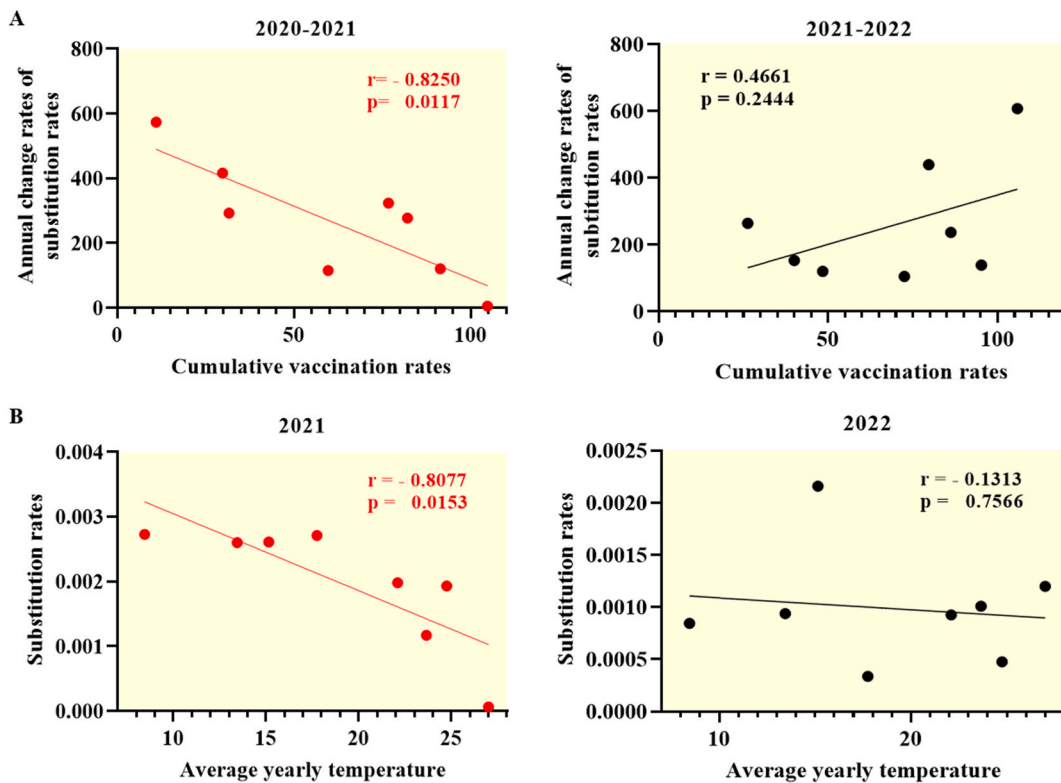 A
2020-2021
2021-2022
800
600
400
200
0
Annual change rates of
substitution rates
r= - 0.8250
p= 0.0117
0
50
100
Cumulative vaccination rates
800
600
400
200
0
Annual change rates of
subtitution rates
r = 0.4661
p = 0.2444
0
50
100
Cumulative vaccination rates
B
2021
2022
0.004
0.003
0.002
0.001
0.000
Substitution rates
r = - 0.8077
p = 0.0153
10
15
20
25
Average yearly temperature
0.0025
0.0020
0.0015
0.0010
0.0005
0.0000
Substitution rates
r = - 0.1313
p = 0.7566
10
20
Average yearly temperature